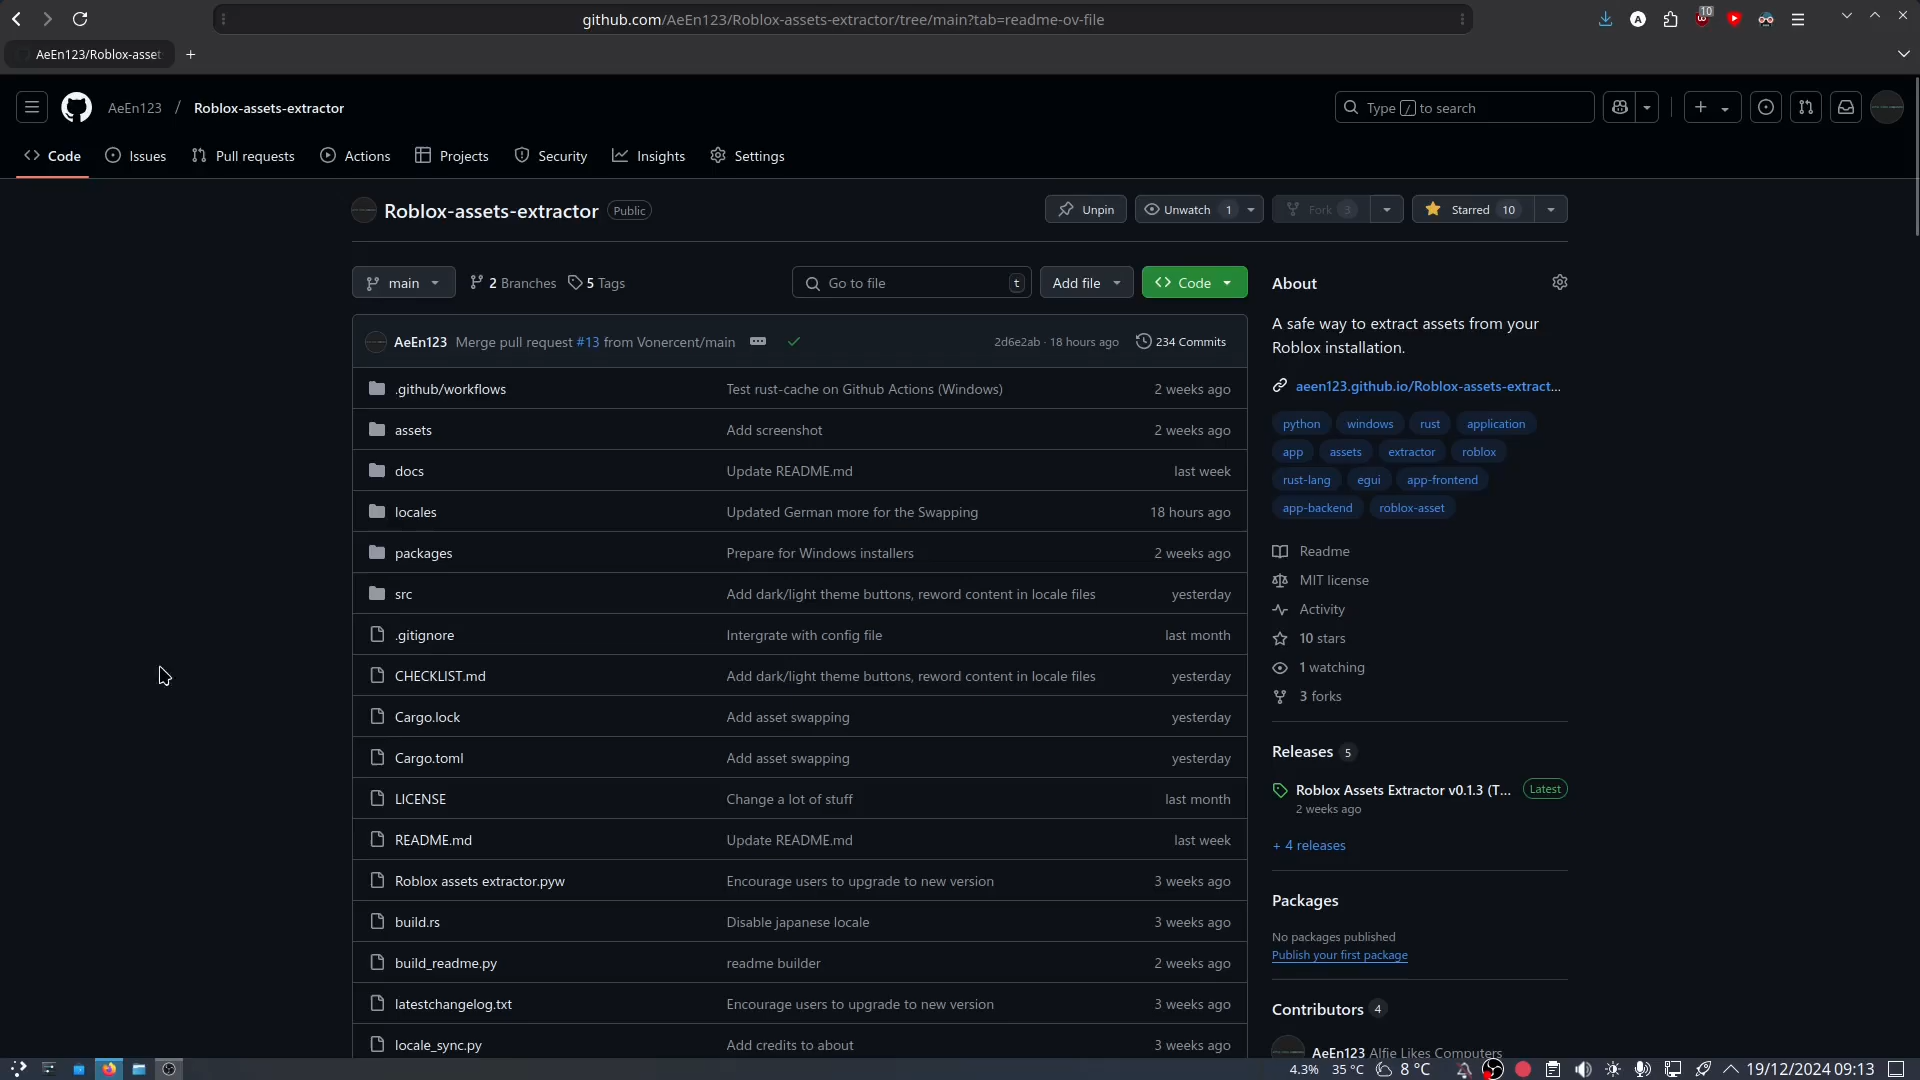 github.com/AeEn123/Roblox-assets-extractor/tree/main?tab=readme-ov-file
10
AeEn123/Roblox-asset
AeEn123 / Roblox-assets-extractor
Type / to search
Code
Issues
Pull requests
Actions
Projects
Security
Insights
Settings
Roblox-assets-extractor Public
Unpin
Unwatch 1
Fork 3
Starred 10
main
2 Branches
5 Tags
Go to file t
Add file
Code
AeEn123 Merge pull request #13 from Vonercent/main
2d6e2ab · 18 hours ago
234 Commits
.github/workflows Test rust-cache on Github Actions (Windows) 2 weeks ago
assets Add screenshot 2 weeks ago
docs Update README.md last week
locales Updated German more for the Swapping 18 hours ago
packages Prepare for Windows installers 2 weeks ago
src Add dark/light theme buttons, reword content in locale files yesterday
.gitignore Intergrate with config file last month
CHECKLIST.md Add dark/light theme buttons, reword content in locale files yesterday
Cargo.lock Add asset swapping yesterday
Cargo.toml Add asset swapping yesterday
LICENSE Change a lot of stuff last month
README.md Update README.md last week
Roblox assets extractor.pyw Encourage users to upgrade to new version 3 weeks ago
build.rs Disable japanese locale 3 weeks ago
build_readme.py readme builder 2 weeks ago
latestchangelog.txt Encourage users to upgrade to new version 3 weeks ago
locale_sync.py Add credits to about 3 weeks ago
About
A safe way to extract assets from your
Roblox installation.
aeen123.github.io/Roblox-assets-extract...
python windows rust application
app assets extractor roblox
rust-lang egui app-frontend
app-backend roblox-asset
Readme
MIT license
Activity
10 stars
1 watching
3 forks
Releases 5
Roblox Assets Extractor v0.1.3 (T... Latest
2 weeks ago
+ 4 releases
Packages
No packages published
Publish your first package
Contributors 4
AeEn123 Alfie Likes Computers
4.3% 35 °C 8 °C 19/12/2024 09:13